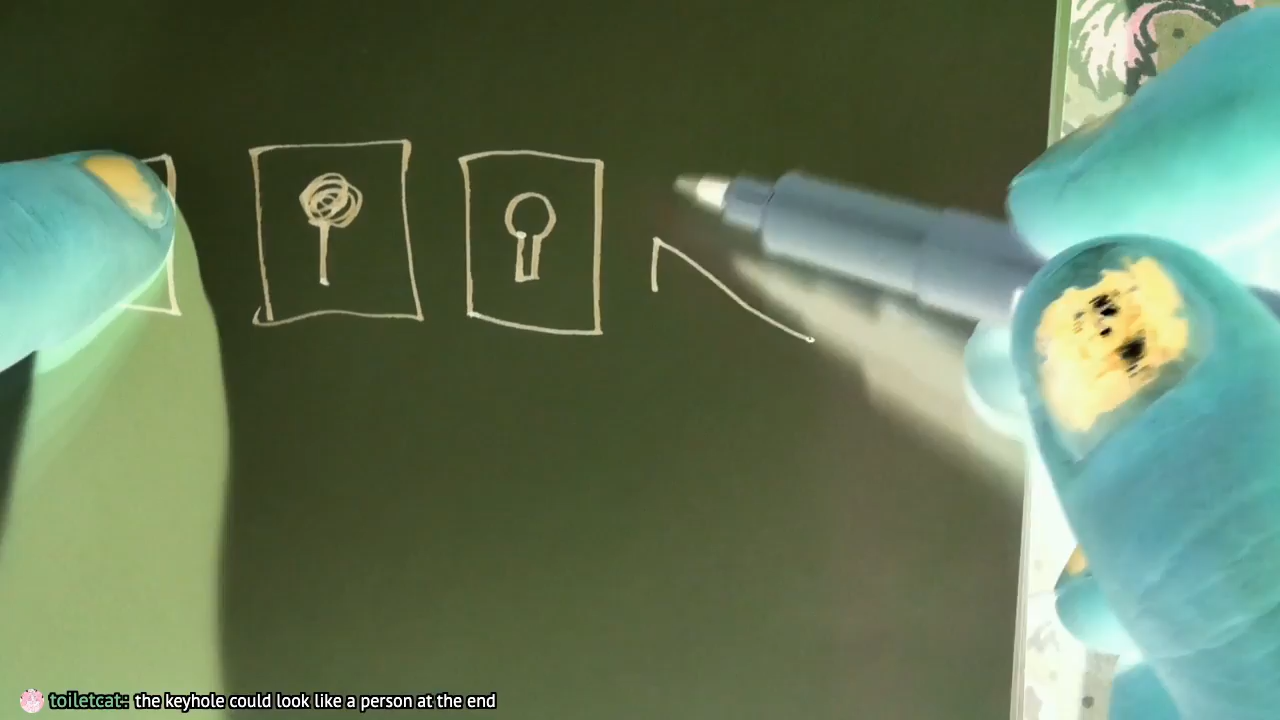 toiletcat: the keyhole could look like a person at the end